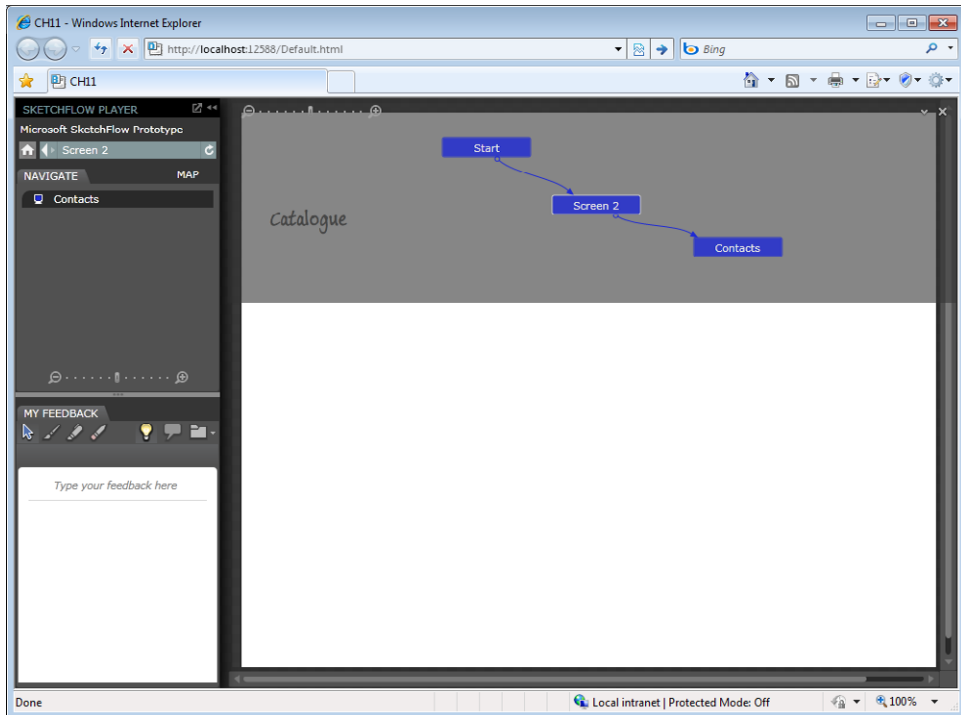 CH11 - Windows Internet Explorer
http://localhost:12588/Default.html
Bing
CH11
SKETCHFLOW PLAYER
Microsoft SketchFlow Prototype
Screen 2
NAVIGATE MAP
Contacts
Start
Screen 2
Contacts
Catalogue
MY FEEDBACK
Type your feedback here
Done
Local intranet | Protected Mode: Off
100%